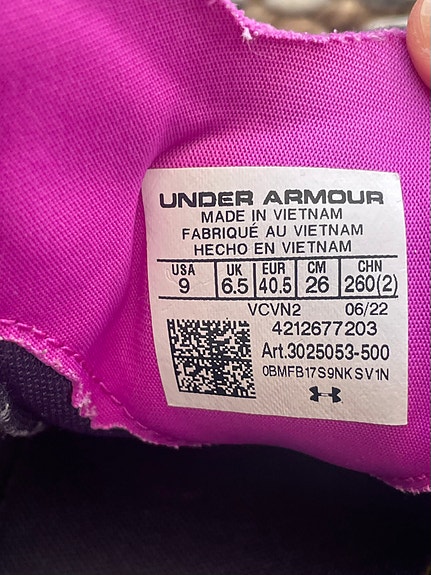 UNDER ARMOUR
MADE IN VIETNAM
FABRIQUÉ AU VIETNAM
HECHO EN VIETNAM
USA UK EUR CM CHN
9 6.5 40.5 26 260(2)
VCVN2 06/22
4212677203
Art.3025053-500
0BMFB17S9NKSV1N